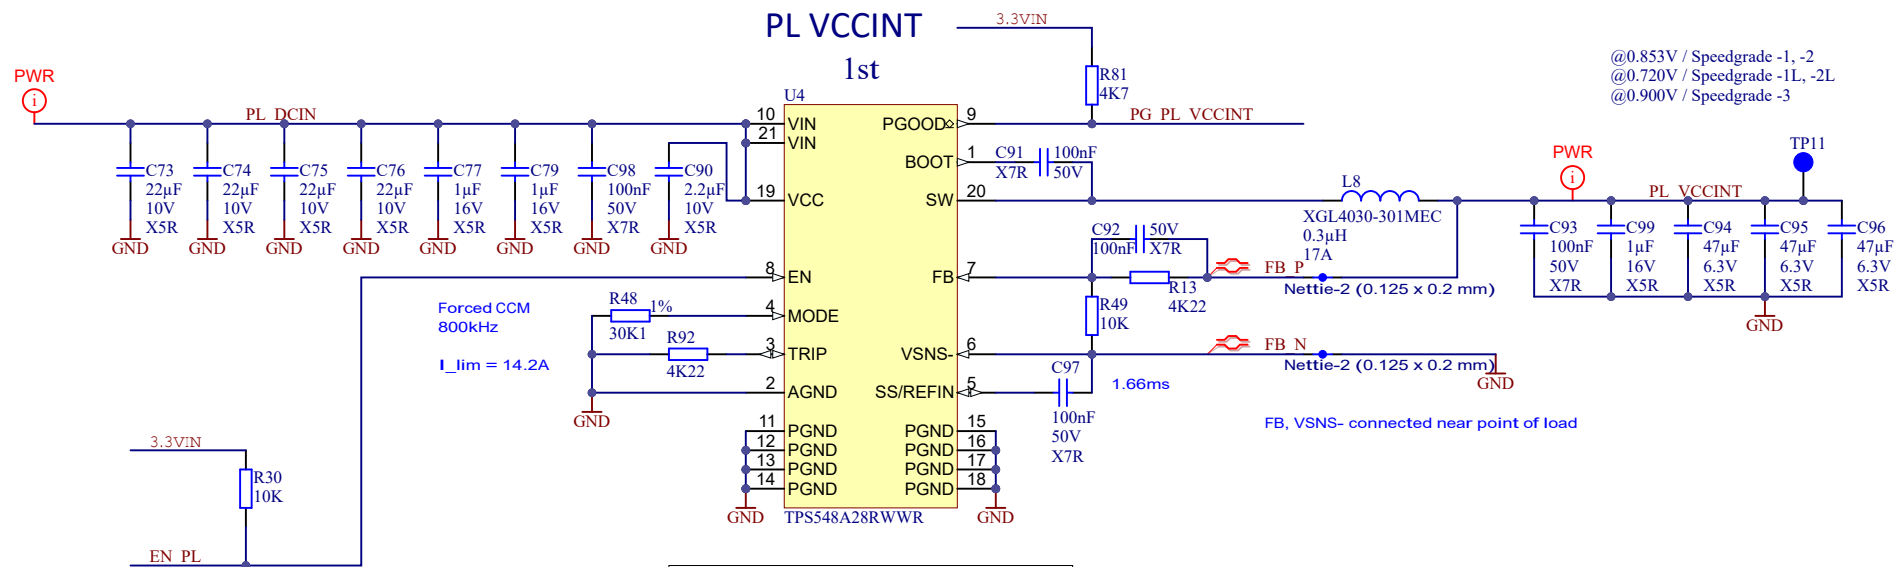 PL VCCINT
1st
3.3VIN
R81
4K7
@0.853V / Speedgrade -1, -2
@0.720V / Speedgrade -1L, -2L
@0.900V / Speedgrade -3
PWR
i
PL_DCIN
C73
22µF
10V
X5R
GND
C74
22µF
10V
X5R
GND
C75
22µF
10V
X5R
GND
C76
22µF
10V
X5R
GND
C77
1µF
16V
X5R
GND
C79
1µF
16V
X5R
GND
C98
100nF
50V
X7R
GND
C90
2.2µF
10V
X5R
GND
U4
10 VIN
21 VIN
19 VCC
8 EN
4 MODE
3 TRIP
2 AGND
11 PGND
12 PGND
13 PGND
14 PGND
GND
PGOOD 9
BOOT 1
SW 20
FB 7
VSNS- 6
SS/REFIN 5
PGND 15
PGND 16
PGND 17
PGND 18
GND
TPS548A28RWWR
PG_PL_VCCINT
C91
X7R
100nF
50V
L8
XGL4030-301MEC
0.3µH
17A
C92
100nF
50V
X7R
R13
4K22
FB_P
Nettie-2 (0.125 x 0.2 mm)
R49
10K
FB_N
Nettie-2 (0.125 x 0.2 mm)
GND
C97
100nF
50V
X7R
1.66ms
FB, VSNS- connected near point of load
PWR
i
PL_VCCINT
TP11
C93
100nF
50V
X7R
C99
1µF
16V
X5R
C94
47µF
6.3V
X5R
C95
47µF
6.3V
X5R
C96
47µF
6.3V
X5R
GND
Forced CCM
800kHz
I_lim = 14.2A
R48
1%
30K1
R92
4K22
GND
3.3VIN
R30
10K
EN_PL